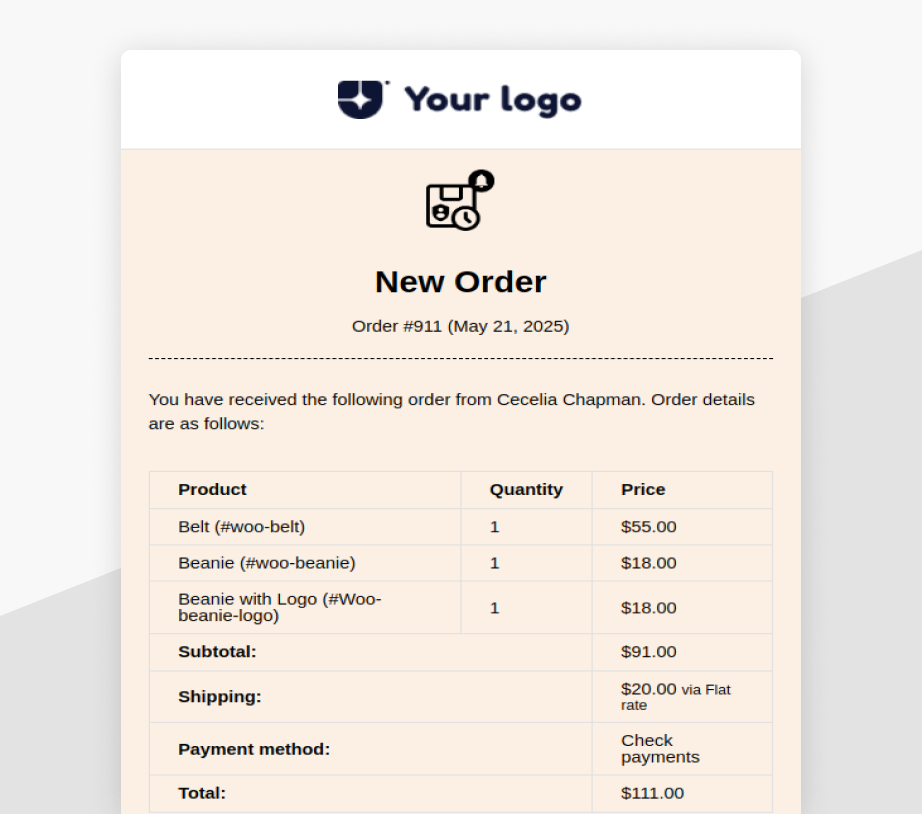 Your logo
New Order
Order #911 (May 21, 2025)
You have received the following order from Cecelia Chapman. Order details
are as follows:
Product Quantity Price
Belt (#woo-belt) 1 $55.00
Beanie (#woo-beanie) 1 $18.00
Beanie with Logo (#Woo-
beanie-logo) 1 $18.00
Subtotal: $91.00
Shipping: $20.00 via Flat
rate
Payment method: Check
payments
Total: $111.00